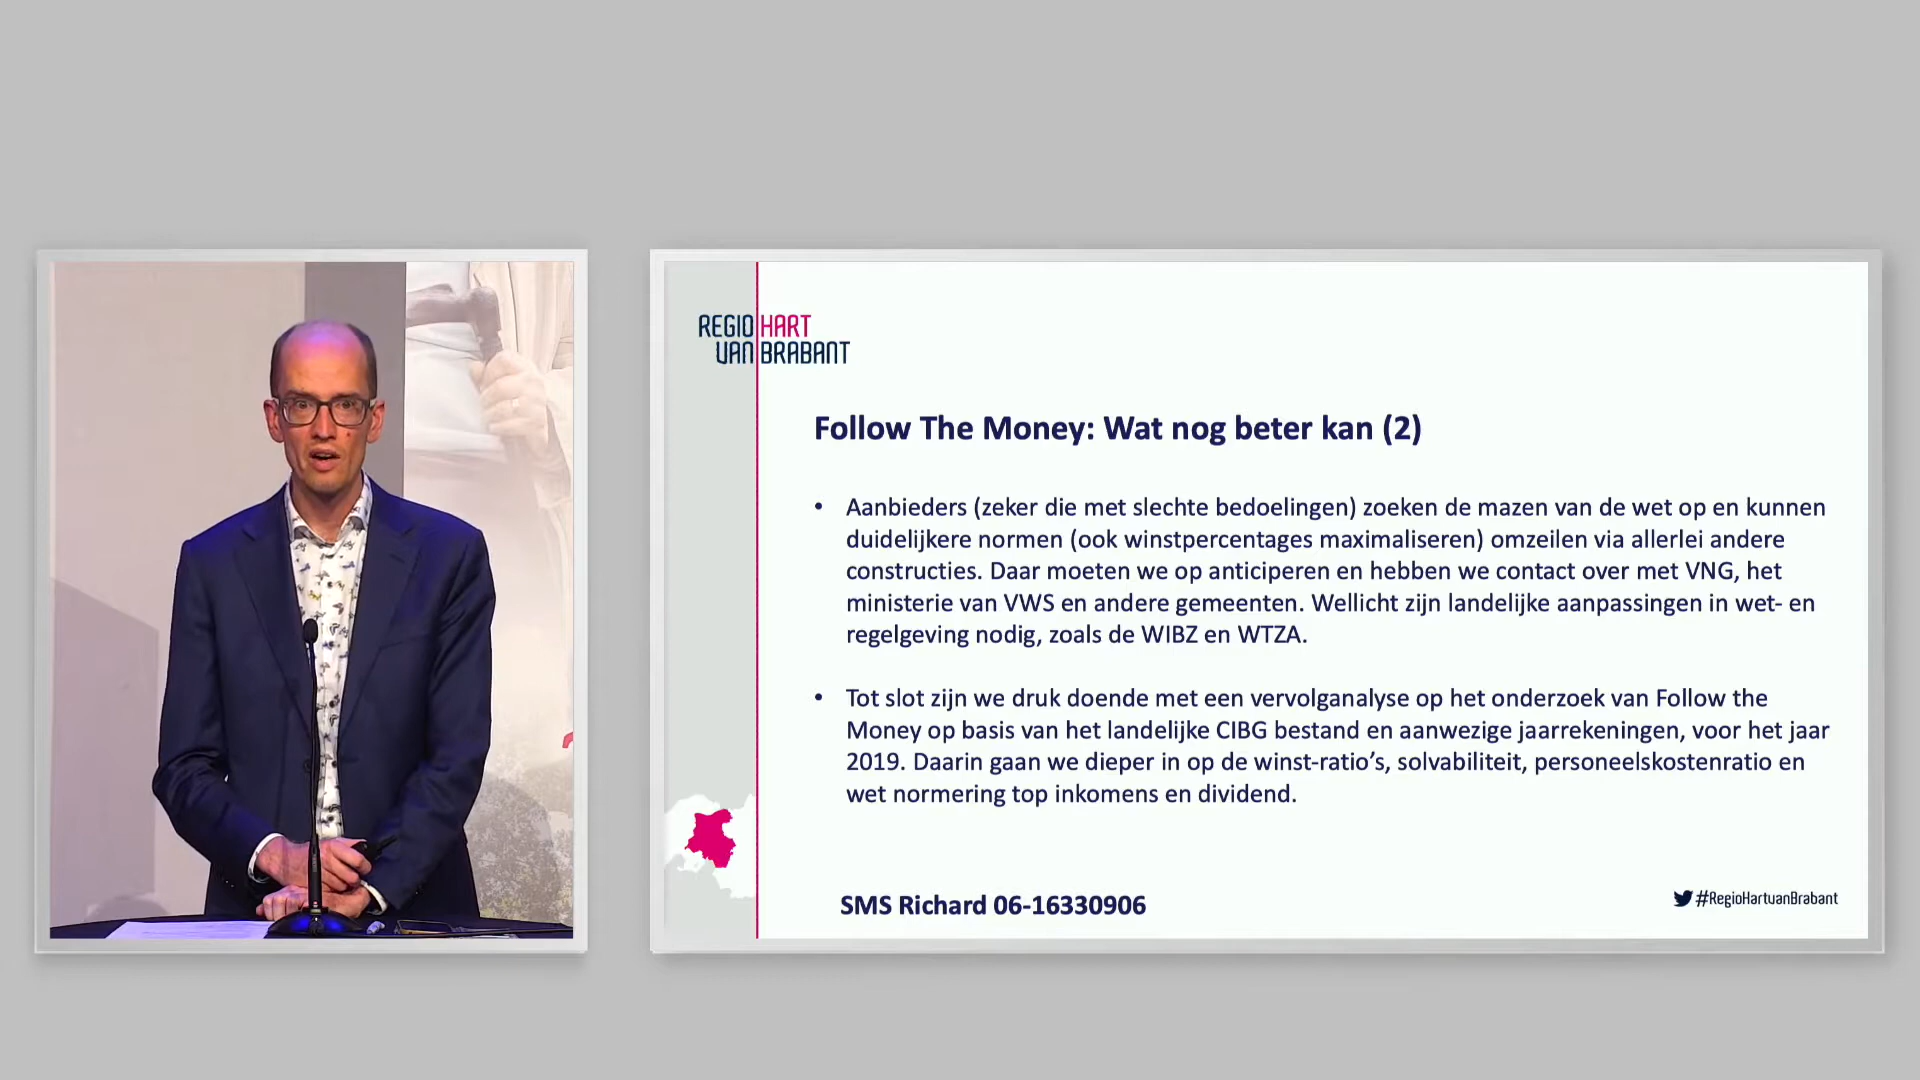 REGIO HART
VAN BRABANT
Follow The Money: Wat nog beter kan (2)
• Aanbieders (zeker die met slechte bedoelingen) zoeken de mazen van de wet op en kunnen
duidelijkere normen (ook winstpercentages maximaliseren) omzeilen via allerlei andere
constructies. Daar moeten we op anticiperen en hebben we contact over met VNG, het
ministerie van VWS en andere gemeenten. Wellicht zijn landelijke aanpassingen in wet- en
regelgeving nodig, zoals de WIBZ en WTZA.
• Tot slot zijn we druk doende met een vervolganalyse op het onderzoek van Follow the
Money op basis van het landelijke CIBG bestand en aanwezige jaarrekeningen, voor het jaar
2019. Daarin gaan we dieper in op de winst-ratio’s, solvabiliteit, personeelskostenratio en
wet normering top inkomens en dividend.
SMS Richard 06-16330906
#RegioHartvanBrabant